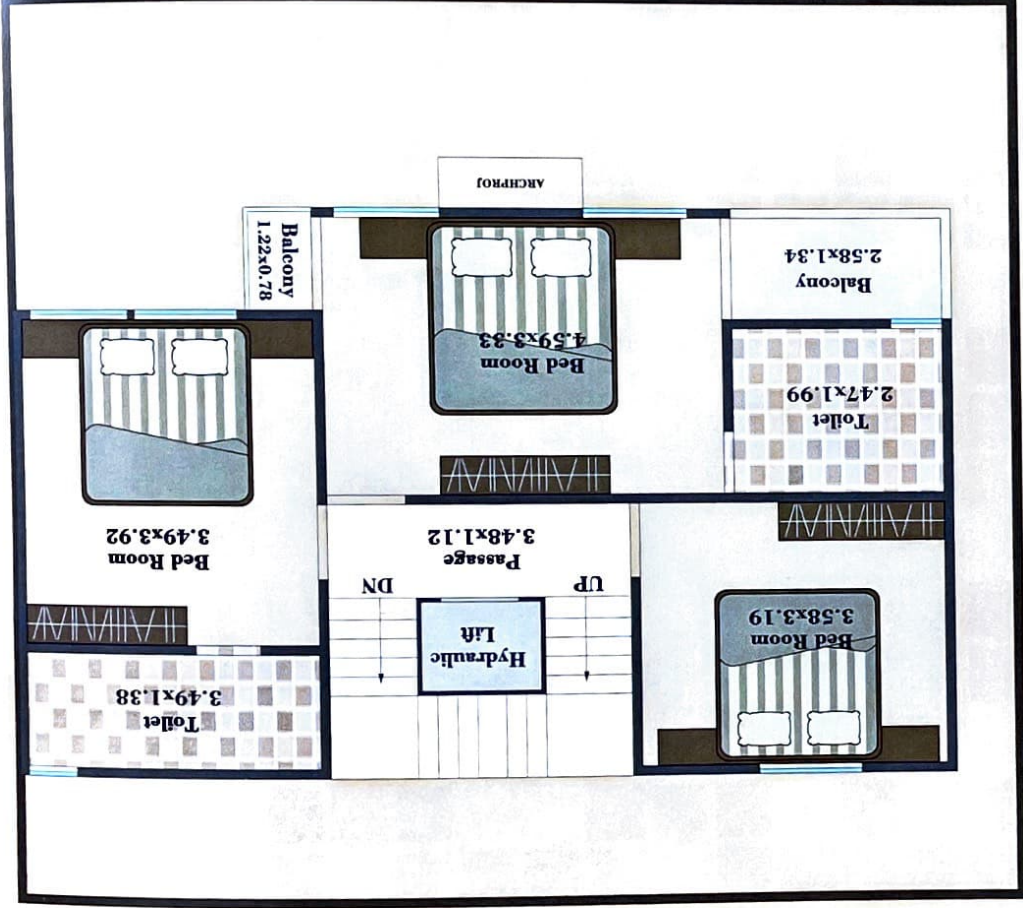 Toilet
3.49x1.38
Bed Room
3.58x3.19
Hydraulic
Lift
UP
DN
Passage
3.48x1.12
Bed Room
3.49x3.92
Toilet
2.47x1.99
Bed Room
4.59x3.33
Balcony
2.58x1.34
Balcony
1.22x0.78
ARCHPROJ